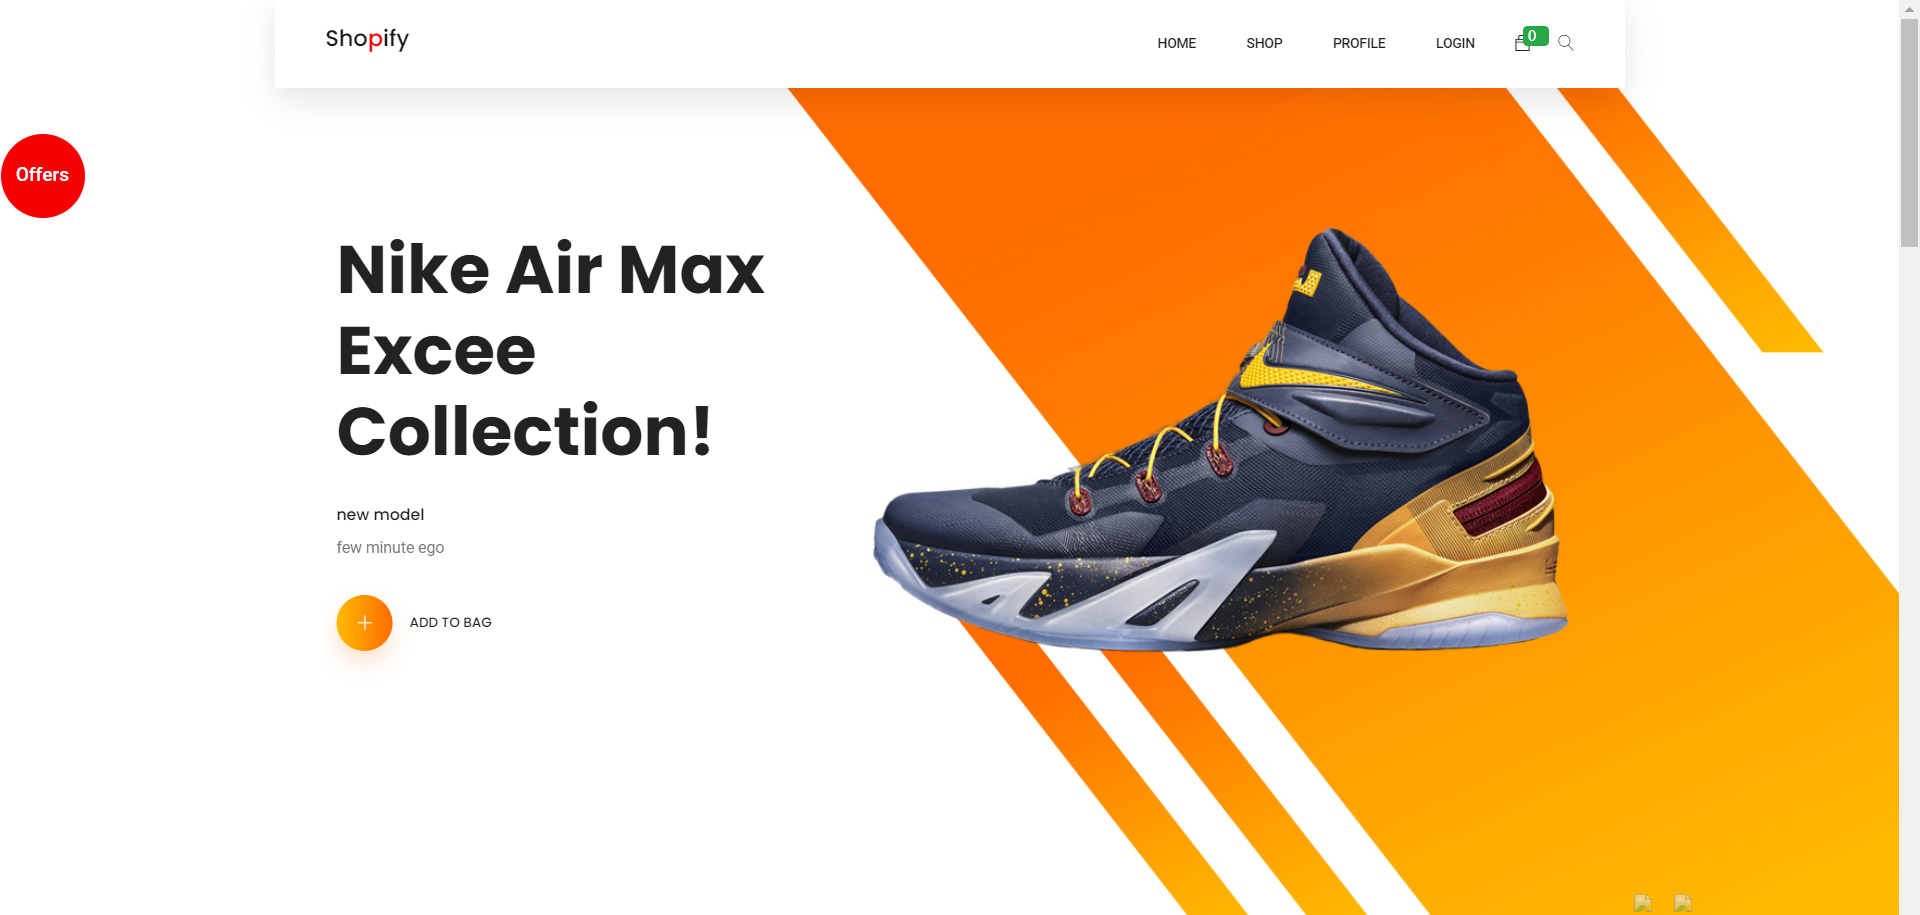 Shopify
HOME SHOP PROFILE LOGIN 0
Offers
Nike Air Max
Excee
Collection!
new model
few minute ego
ADD TO BAG